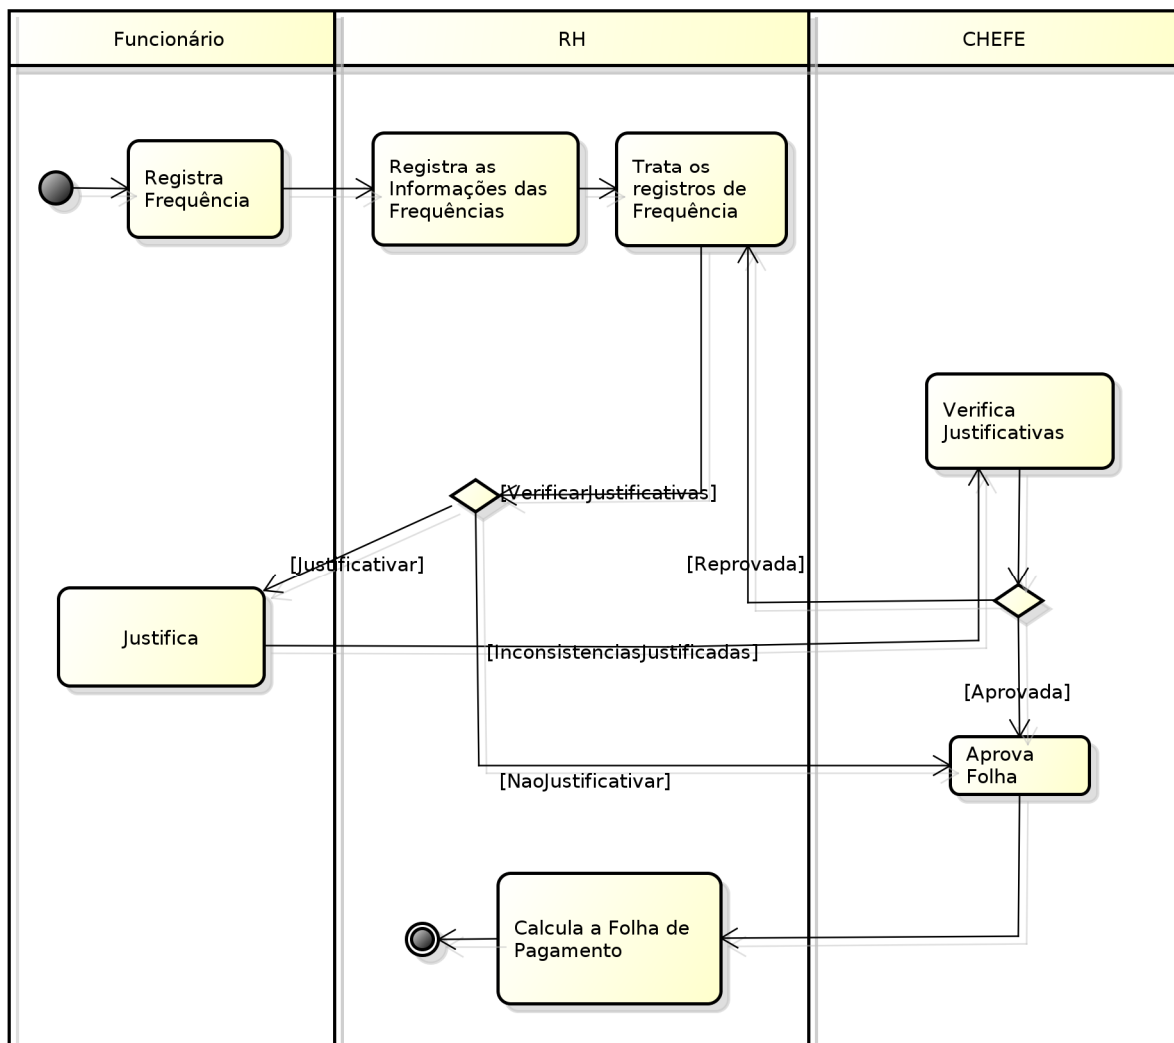 Funcionário
RH
CHEFE
Registra
Frequência
Registra as
Informações das
Frequências
Trata os
registros de
Frequência
Verifica
Justificativas
[VerificarJustificativas]
[Justificativar]
[Reprovada]
Justifica
[InconsistenciasJustificadas]
[Aprovada]
Aprova
Folha
[NaoJustificativar]
Calcula a Folha de
Pagamento